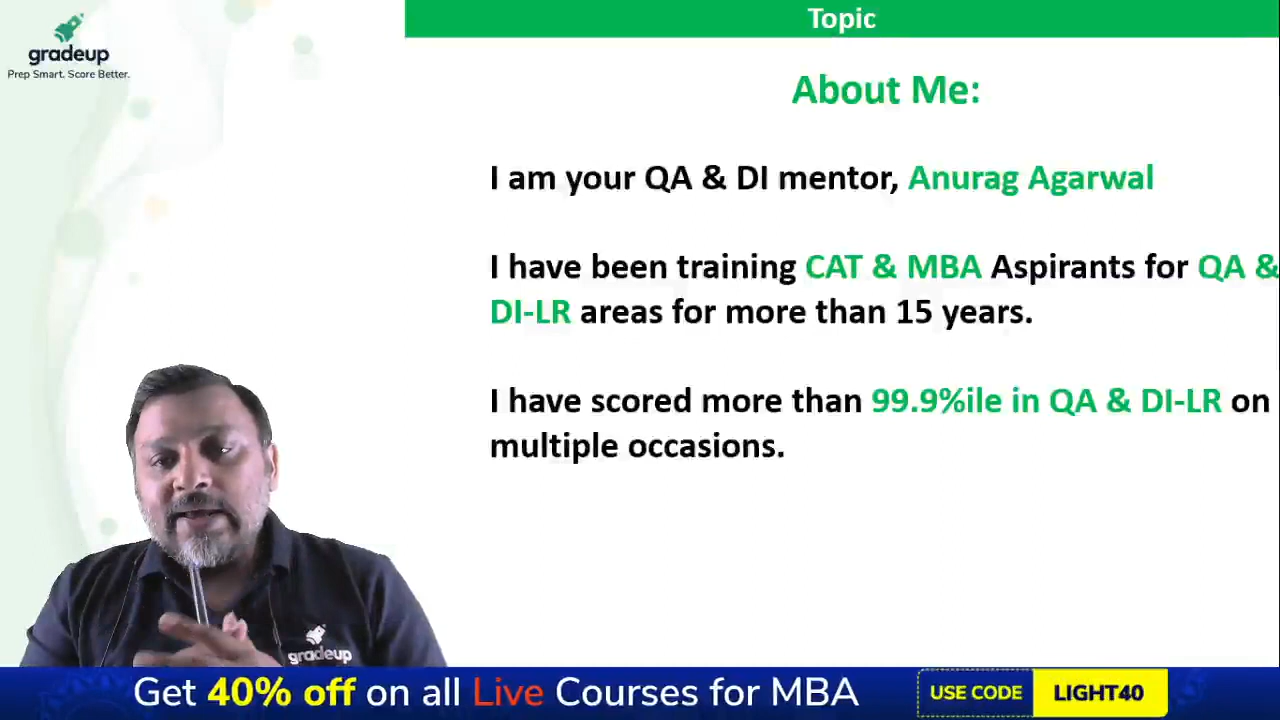 gradeup
Prep Smart. Score Better.
Topic
About Me:
I am your QA & DI mentor, Anurag Agarwal
I have been training CAT & MBA Aspirants for QA &
DI-LR areas for more than 15 years.
I have scored more than 99.9%ile in QA & DI-LR on
multiple occasions.
gradeup
Get 40% off on all Live Courses for MBA
USE CODE LIGHT40